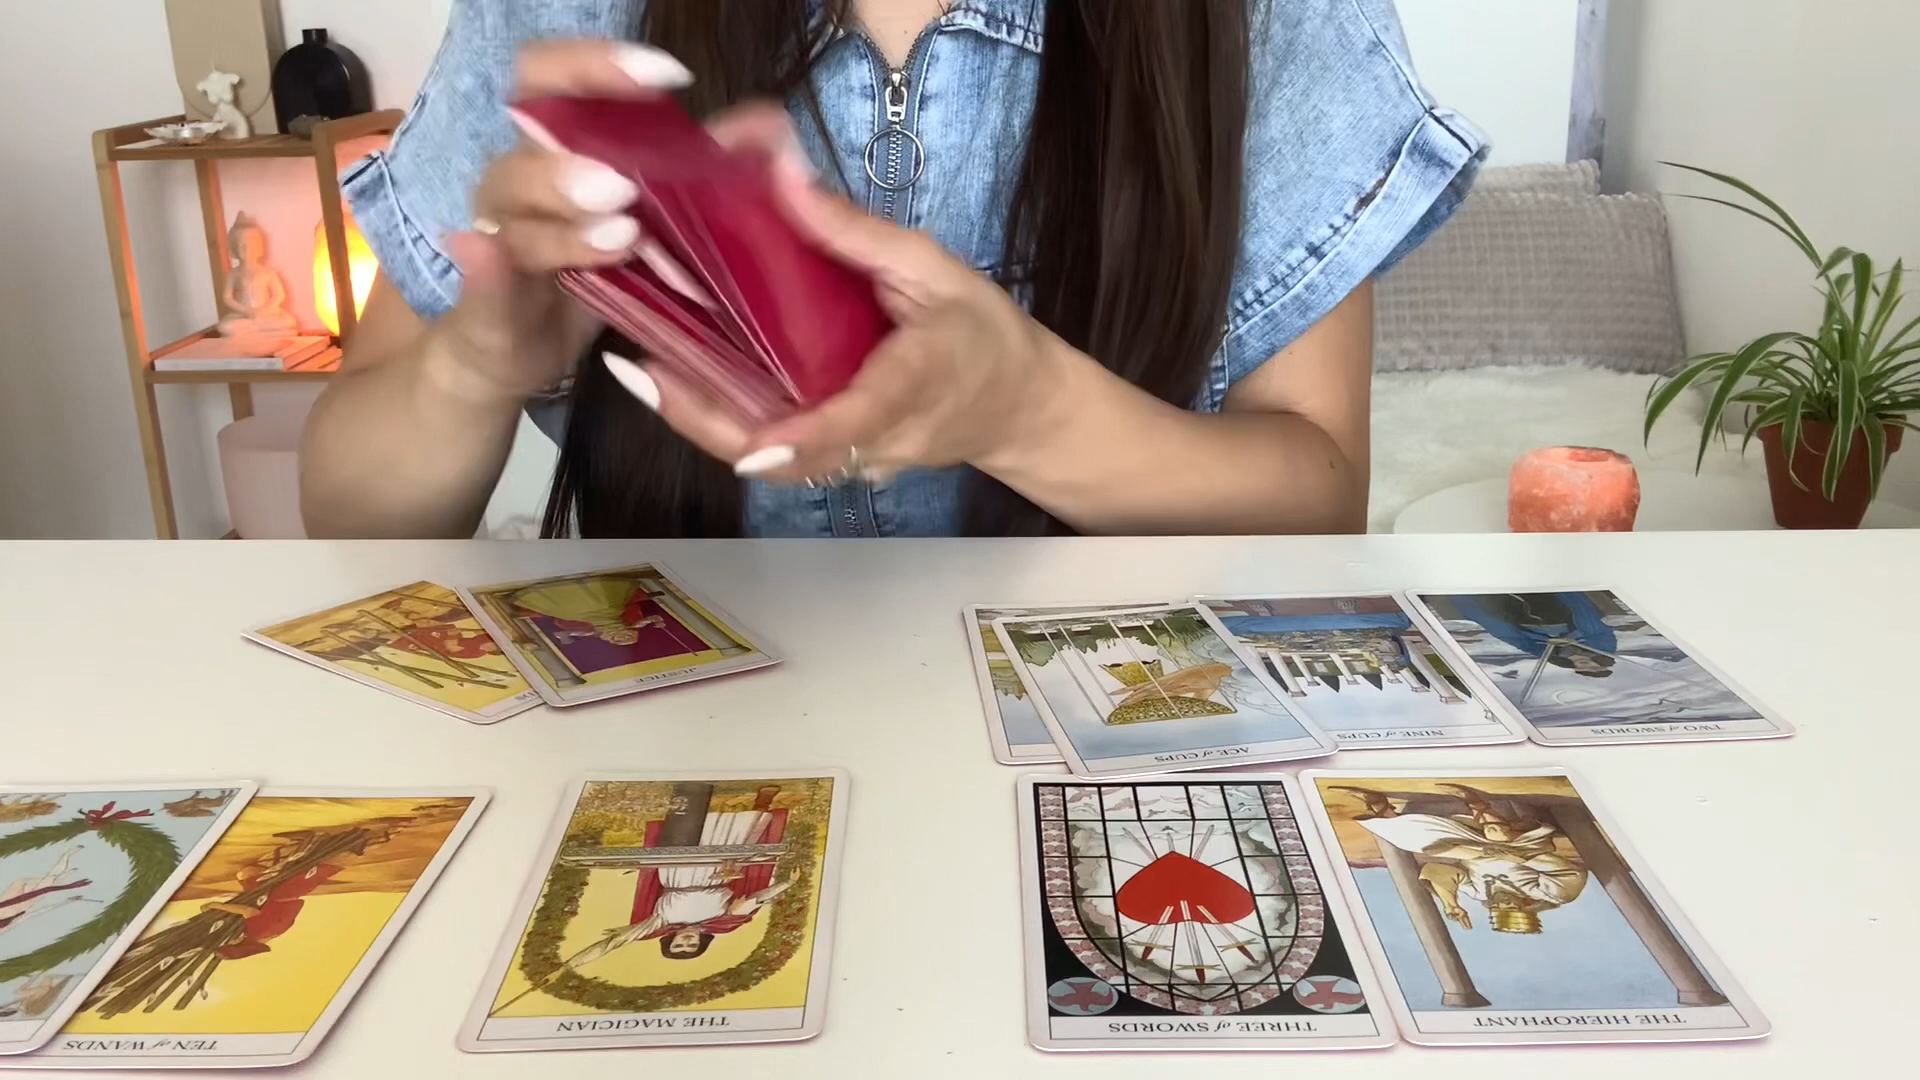 JUSTICE
ACE of CUPS
NINE of CUPS
TWO of SWORDS
TEN of WANDS
THE MAGICIAN
THREE of SWORDS
THE HIEROPHANT